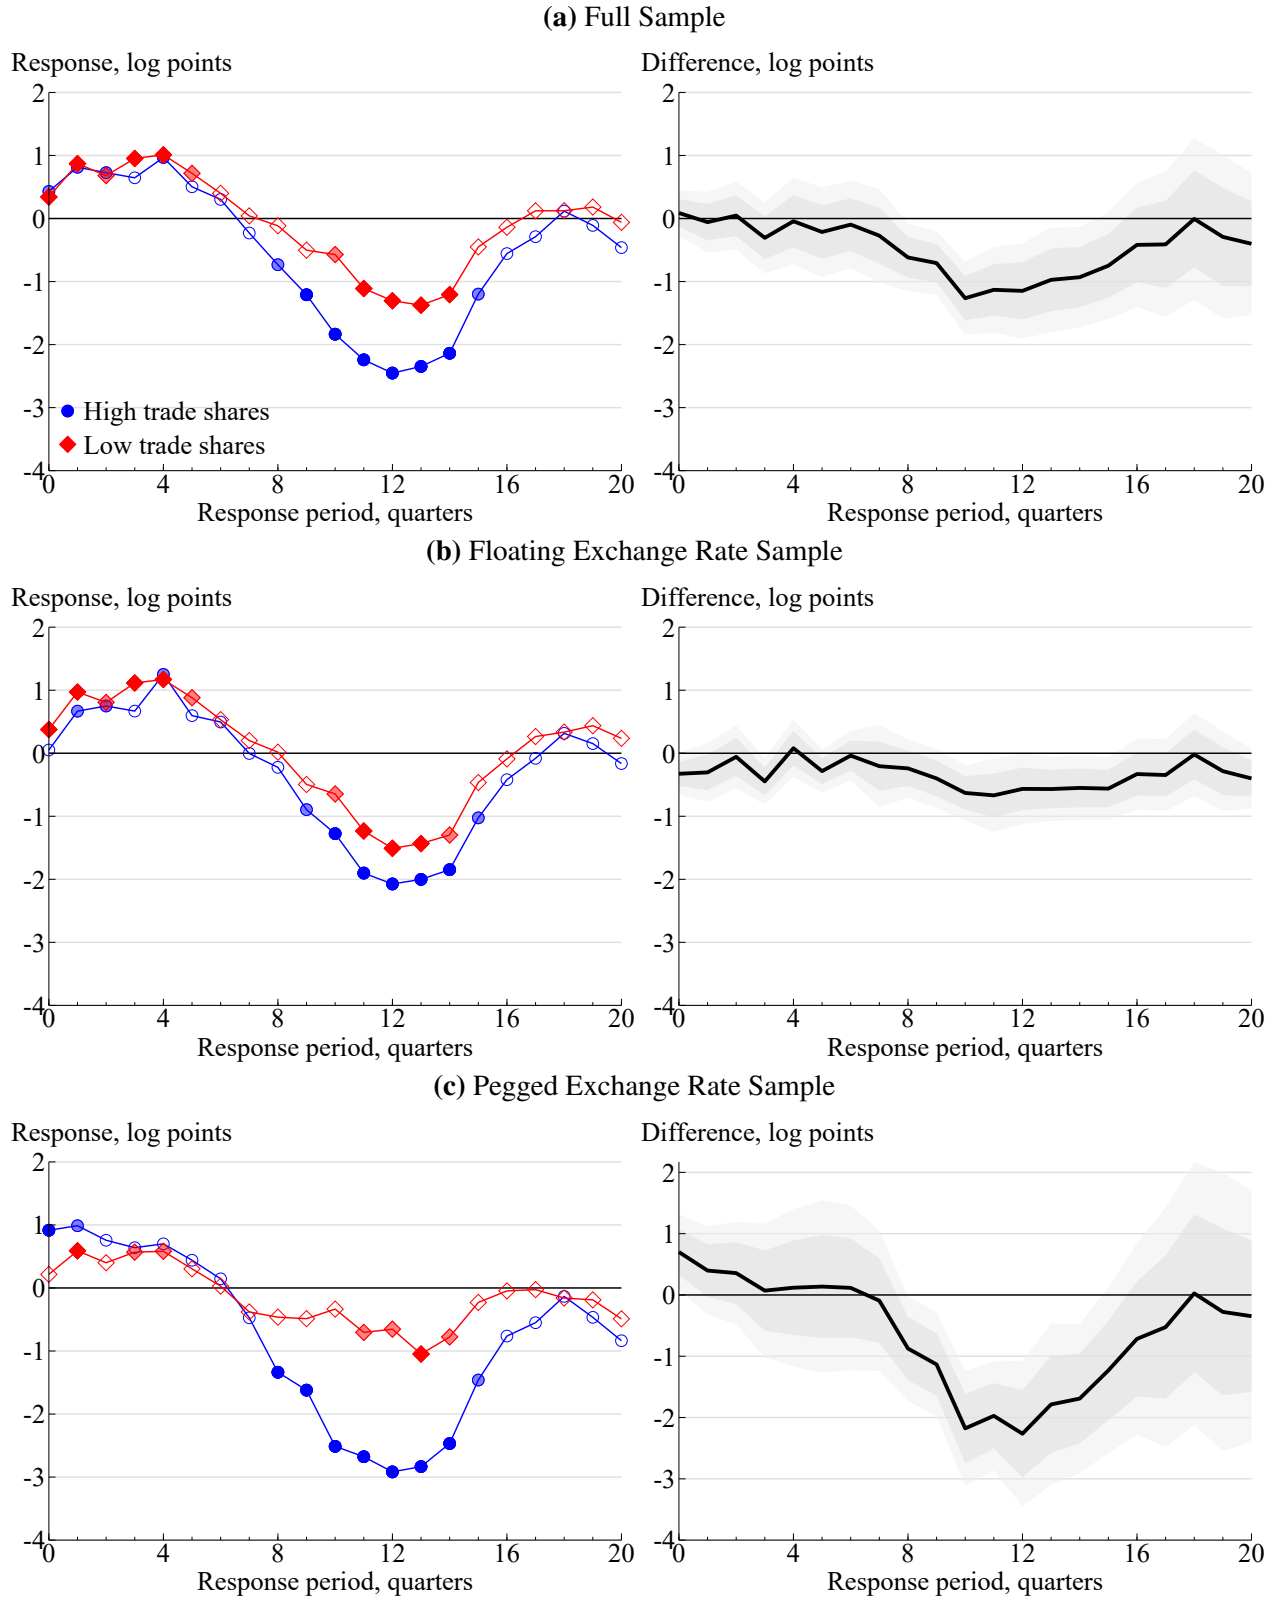 (a) Full Sample
Response, log points
2
1
0
-1
-2
-3
-4
High trade shares
Low trade shares
0 4 8 12 16 20
Response period, quarters
Difference, log points
2
1
0
-1
-2
-3
-4
0 4 8 12 16 20
Response period, quarters
(b) Floating Exchange Rate Sample
Response, log points
2
1
0
-1
-2
-3
-4
0 4 8 12 16 20
Response period, quarters
Difference, log points
2
1
0
-1
-2
-3
-4
0 4 8 12 16 20
Response period, quarters
(c) Pegged Exchange Rate Sample
Response, log points
2
1
0
-1
-2
-3
-4
0 4 8 12 16 20
Response period, quarters
Difference, log points
2
1
0
-1
-2
-3
-4
0 4 8 12 16 20
Response period, quarters